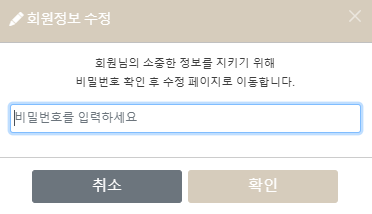 회원정보 수정
회원님의 소중한 정보를 지키기 위해
비밀번호 확인 후 수정 페이지로 이동합니다.
비밀번호를 입력하세요
취소
확인